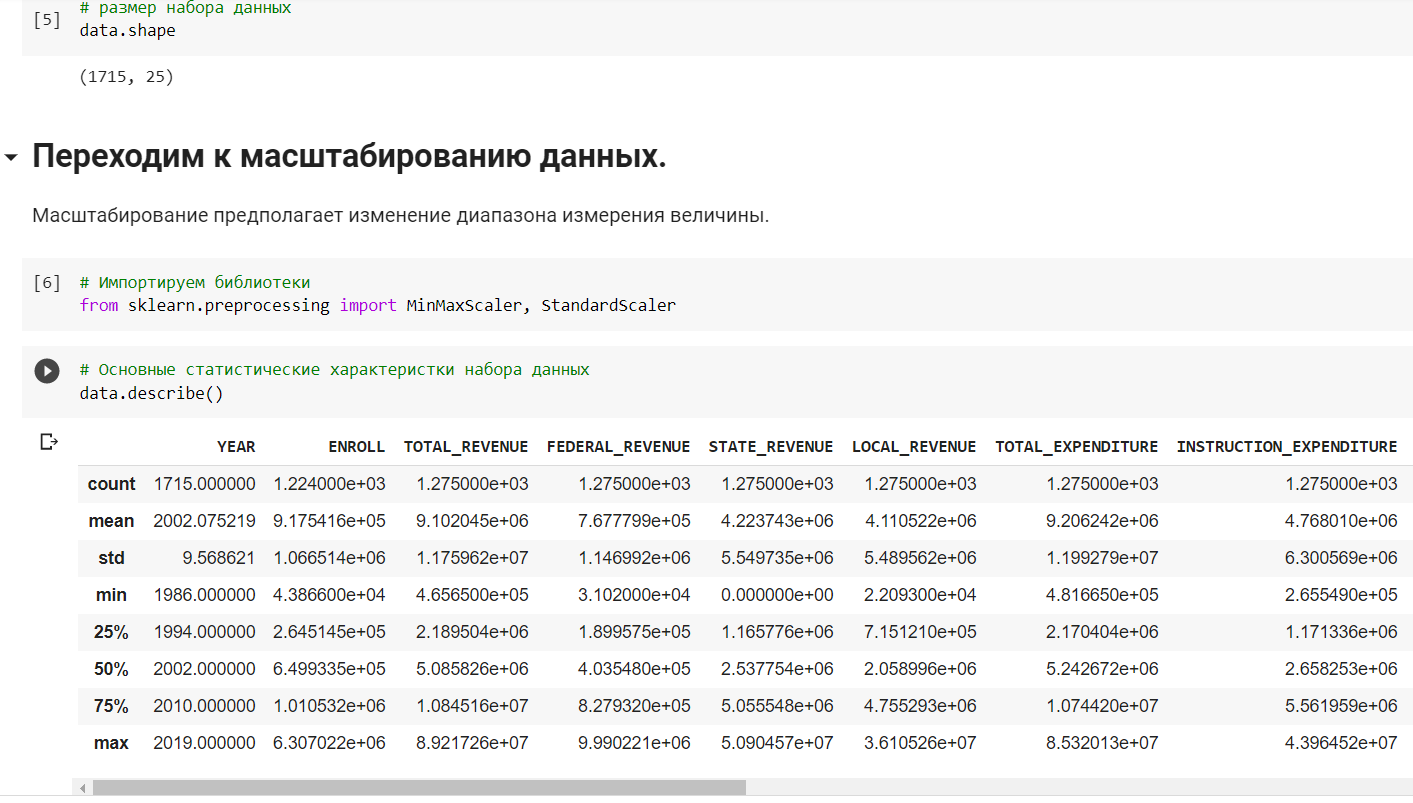 # размер набора данных
[5] data.shape
(1715, 25)
Переходим к масштабированию данных.
Масштабирование предполагает изменение диапазона измерения величины.
[6] # Импортируем библиотеки
from sklearn.preprocessing import MinMaxScaler, StandardScaler
# Основные статистические характеристки набора данных
data.describe()
YEAR ENROLL TOTAL_REVENUE FEDERAL_REVENUE STATE_REVENUE LOCAL_REVENUE TOTAL_EXPENDITURE INSTRUCTION_EXPENDITURE
count 1715.000000 1.224000e+03 1.275000e+03 1.275000e+03 1.275000e+03 1.275000e+03 1.275000e+03 1.275000e+03
mean 2002.075219 9.175416e+05 9.102045e+06 7.677799e+05 4.223743e+06 4.110522e+06 9.206242e+06 4.768010e+06
std 9.568621 1.066514e+06 1.175962e+07 1.146992e+06 5.549735e+06 5.489562e+06 1.199279e+07 6.300569e+06
min 1986.000000 4.386600e+04 4.656500e+05 3.102000e+04 0.000000e+00 2.209300e+04 4.816650e+05 2.655490e+05
25% 1994.000000 2.645145e+05 2.189504e+06 1.899575e+05 1.165776e+06 7.151210e+05 2.170404e+06 1.171336e+06
50% 2002.000000 6.499335e+05 5.085826e+06 4.035480e+05 2.537754e+06 2.058996e+06 5.242672e+06 2.658253e+06
75% 2010.000000 1.010532e+06 1.084516e+07 8.279320e+05 5.055548e+06 4.755293e+06 1.074420e+07 5.561959e+06
max 2019.000000 6.307022e+06 8.921726e+07 9.990221e+06 5.090457e+07 3.610526e+07 8.532013e+07 4.396452e+07